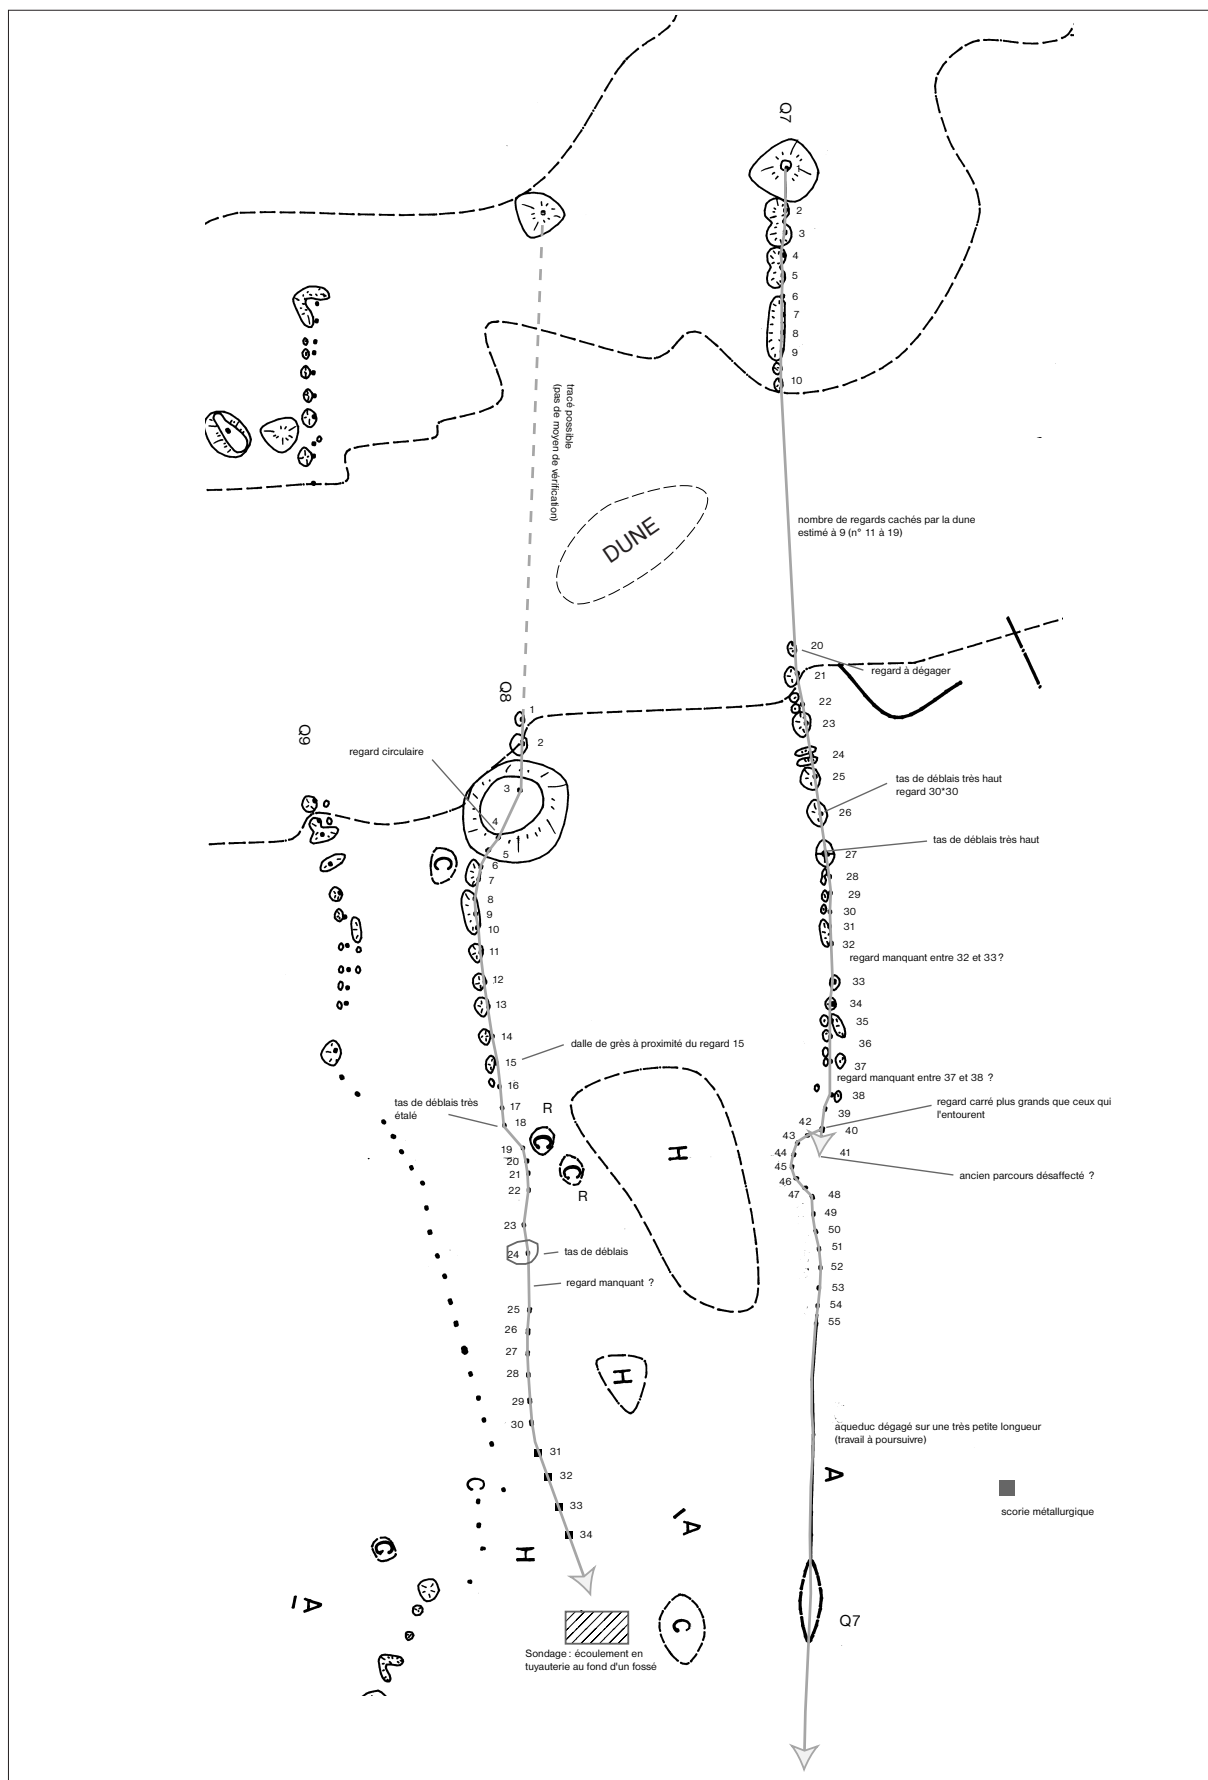 Q7
1
2
3
4
5
6
7
8
9
10
tracé possible
(pas de moyen de vérification)
DUNE
nombre de regards cachés par la dune
estimé à 9 (n° 11 à 19)
20
regard à dégager
21
22
23
24
25
tas de déblais très haut
regard 30*30
26
tas de déblais très haut
27
28
29
30
31
32
regard manquant entre 32 et 33 ?
33
34
35
36
37
regard manquant entre 37 et 38 ?
38
regard carré plus grands que ceux qui
l'entourent
39
40
41
42
43
44
45
46
47
ancien parcours désaffecté ?
48
49
50
51
52
53
54
55
aqueduc dégagé sur une très petite longueur
(travail à poursuivre)
A
scorie métallurgique
Q7
Q8
1
2
regard circulaire
3
4
5
C
6
7
8
9
10
11
12
13
14
dalle de grès à proximité du regard 15
15
16
tas de déblais très
étalé
17
18
R
C
19
20
21
C
R
22
23
24
tas de déblais
regard manquant ?
25
26
27
28
29
30
31
32
33
34
H
H
H
A
C
Sondage : écoulement en
tuyauterie au fond d'un fossé
Q9
C
C
A